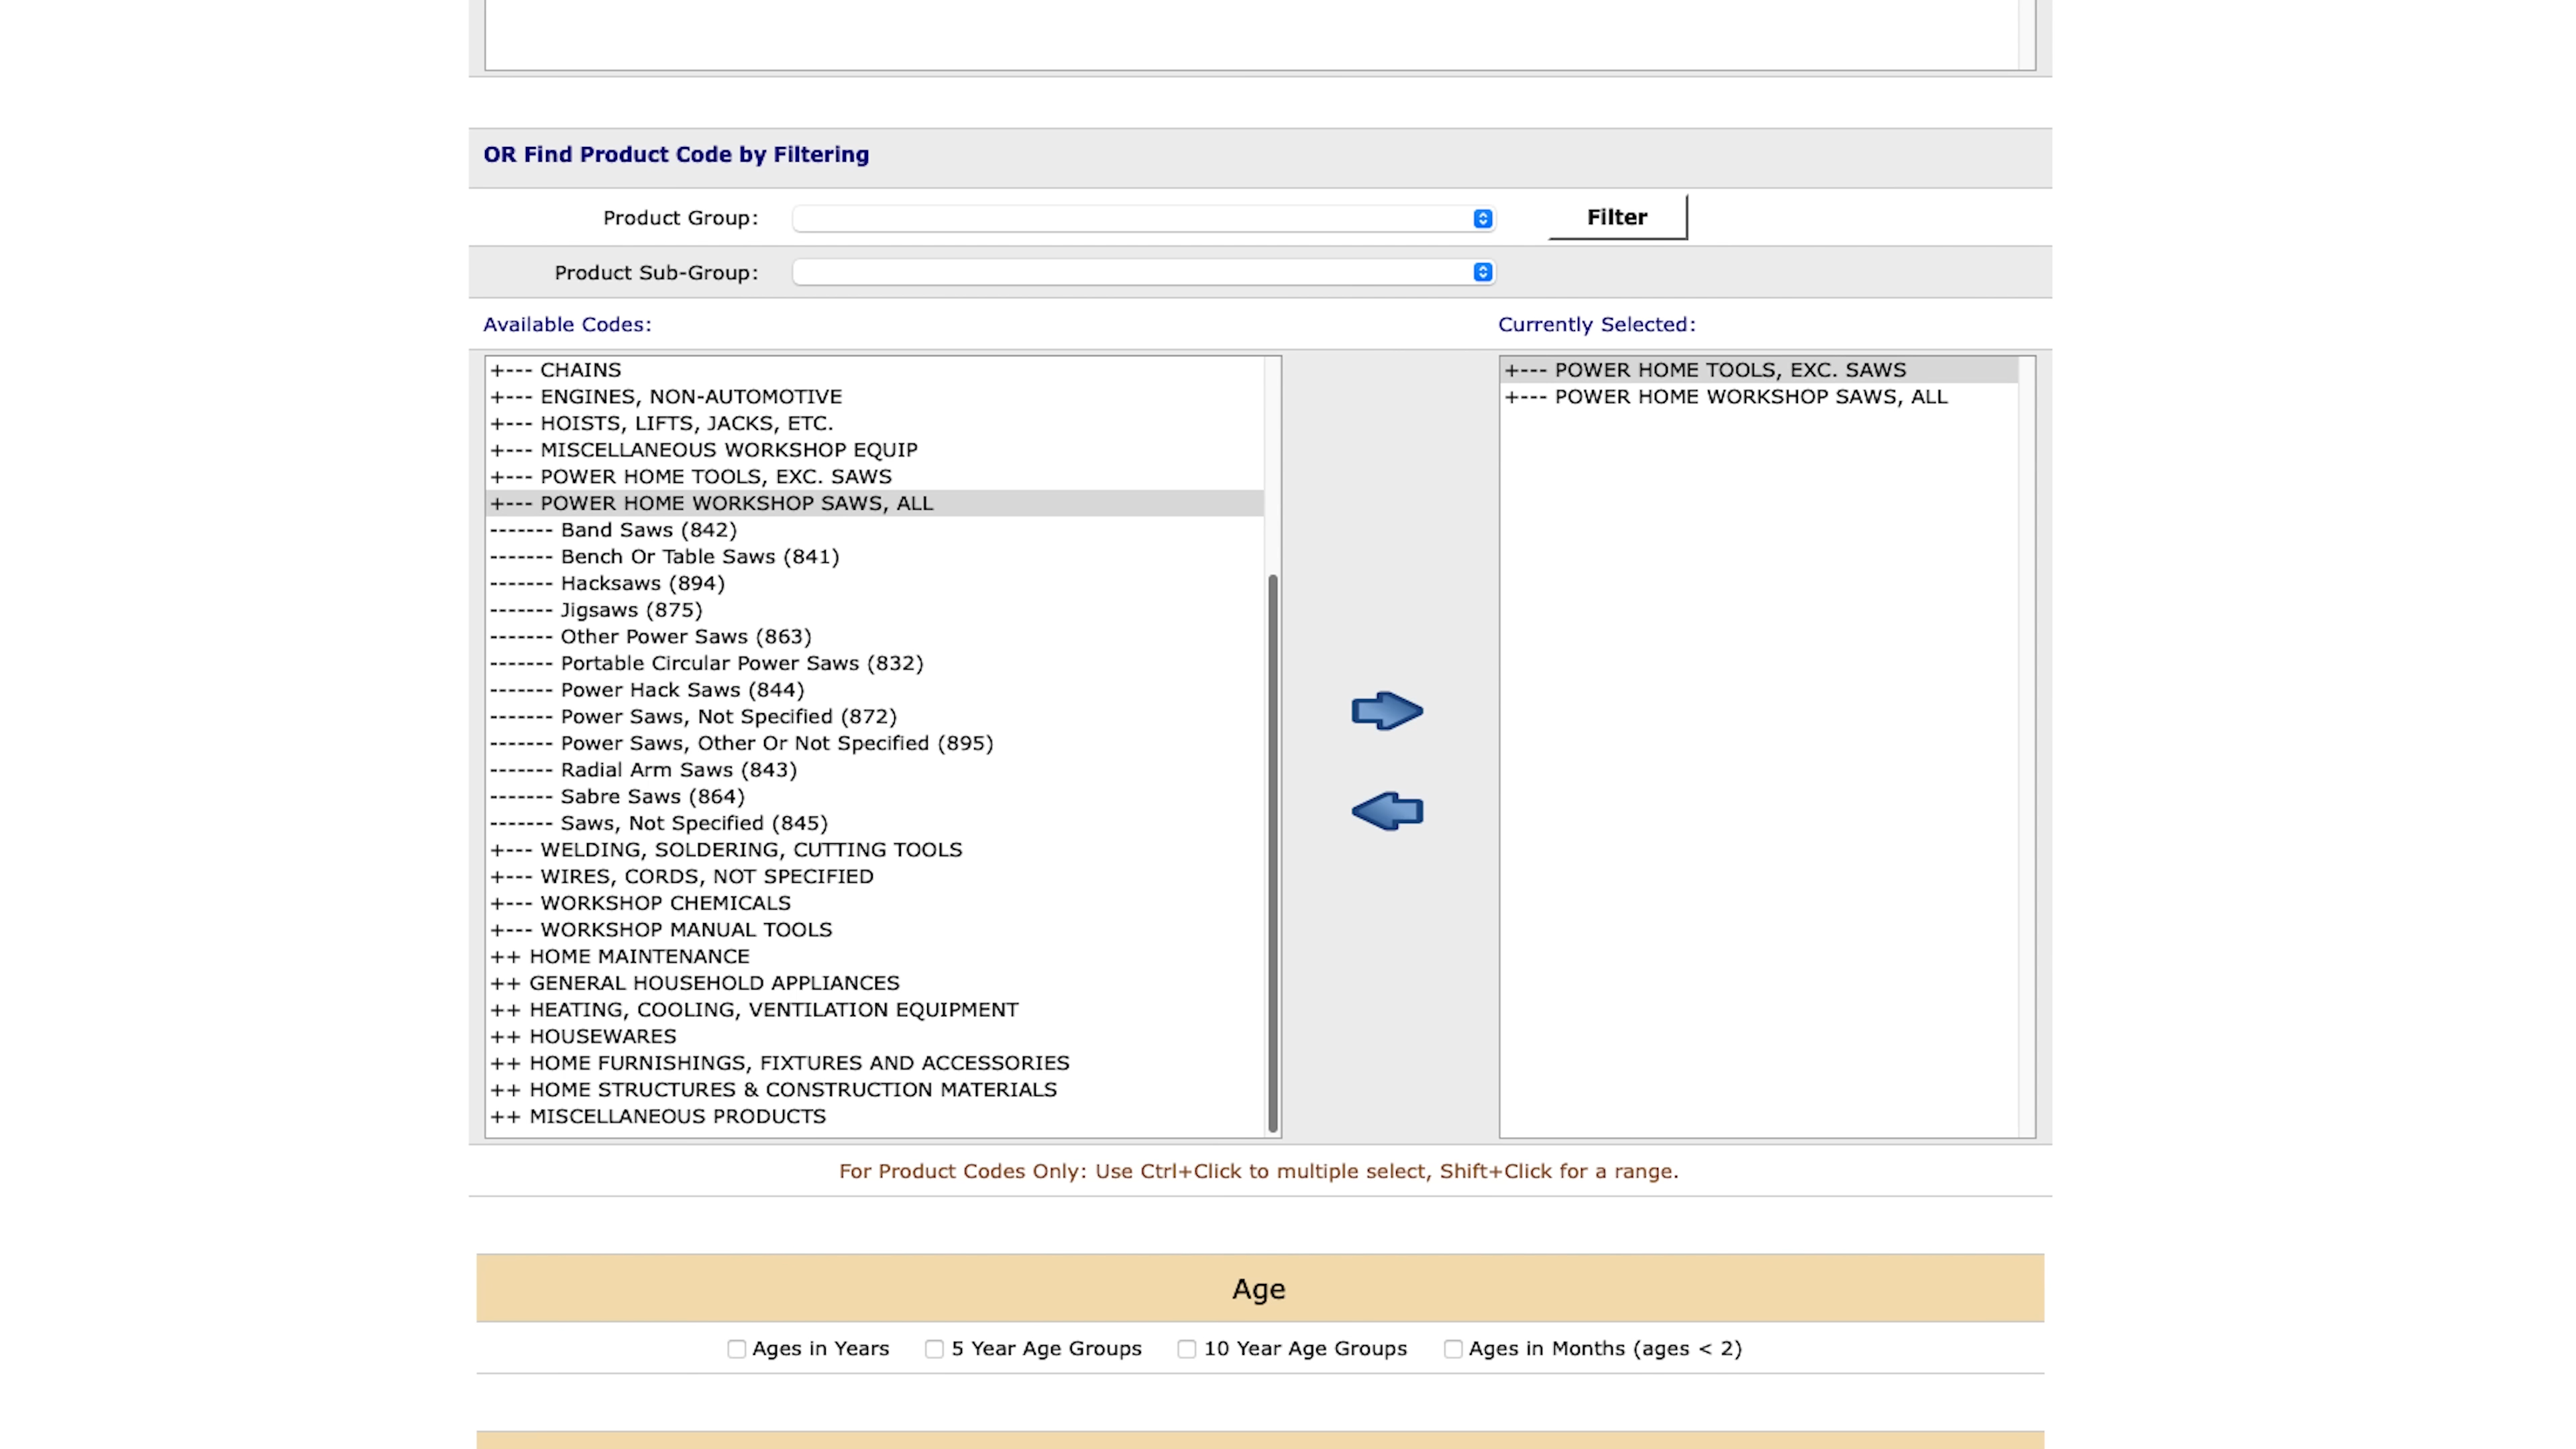 OR Find Product Code by Filtering
Product Group:
Filter
Product Sub-Group:
Available Codes:
Currently Selected:
+--- CHAINS
+--- ENGINES, NON-AUTOMOTIVE
+--- HOISTS, LIFTS, JACKS, ETC.
+--- MISCELLANEOUS WORKSHOP EQUIP
+--- POWER HOME TOOLS, EXC. SAWS
+--- POWER HOME WORKSHOP SAWS, ALL
------- Band Saws (842)
------- Bench Or Table Saws (841)
------- Hacksaws (894)
------- Jigsaws (875)
------- Other Power Saws (863)
------- Portable Circular Power Saws (832)
------- Power Hack Saws (844)
------- Power Saws, Not Specified (872)
------- Power Saws, Other Or Not Specified (895)
------- Radial Arm Saws (843)
------- Sabre Saws (864)
------- Saws, Not Specified (845)
+--- WELDING, SOLDERING, CUTTING TOOLS
+--- WIRES, CORDS, NOT SPECIFIED
+--- WORKSHOP CHEMICALS
+--- WORKSHOP MANUAL TOOLS
++ HOME MAINTENANCE
++ GENERAL HOUSEHOLD APPLIANCES
++ HEATING, COOLING, VENTILATION EQUIPMENT
++ HOUSEWARES
++ HOME FURNISHINGS, FIXTURES AND ACCESSORIES
++ HOME STRUCTURES & CONSTRUCTION MATERIALS
++ MISCELLANEOUS PRODUCTS
+--- POWER HOME TOOLS, EXC. SAWS
+--- POWER HOME WORKSHOP SAWS, ALL
For Product Codes Only: Use Ctrl+Click to multiple select, Shift+Click for a range.
Age
Ages in Years
5 Year Age Groups
10 Year Age Groups
Ages in Months (ages < 2)